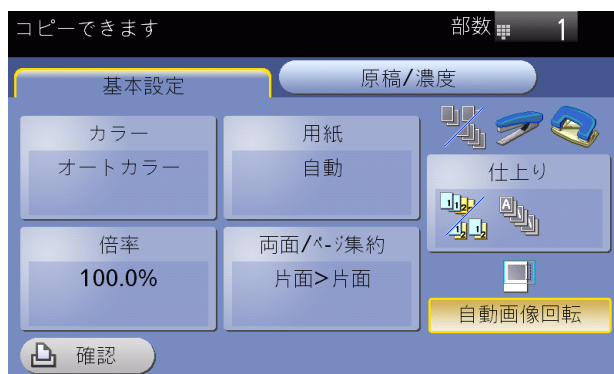 コピーできます
部数 1
基本設定
原稿/濃度
カラー
オートカラー
用紙
自動
仕上り
倍率
100.0%
両面/ページ集約
片面>片面
自動画像回転
確認